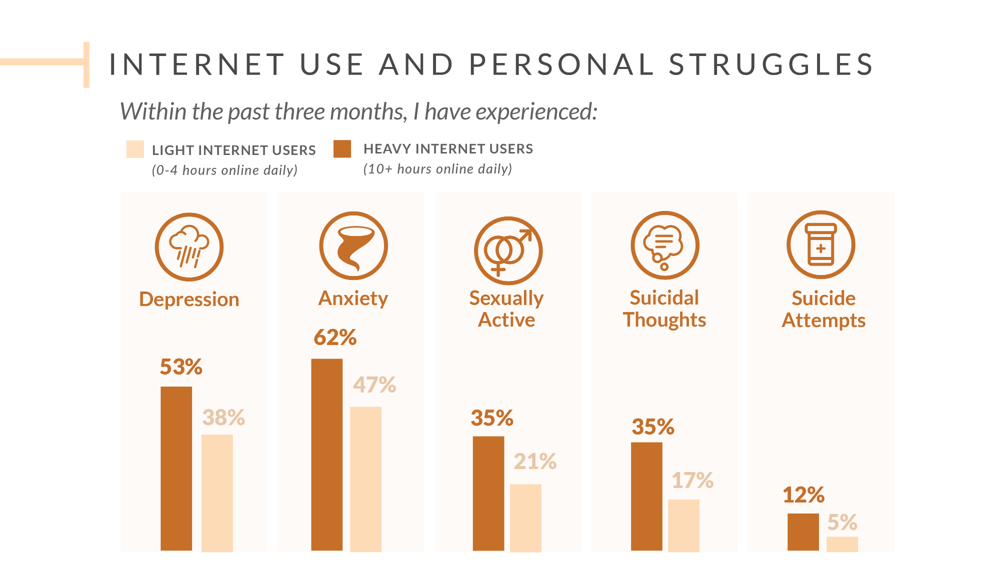 INTERNET USE AND PERSONAL STRUGGLES
Within the past three months, I have experienced:
LIGHT INTERNET USERS
(0-4 hours online daily)
HEAVY INTERNET USERS
(10+ hours online daily)
Depression
53%
38%
Anxiety
62%
47%
Sexually
Active
35%
21%
Suicidal
Thoughts
35%
17%
Suicide
Attempts
12%
5%